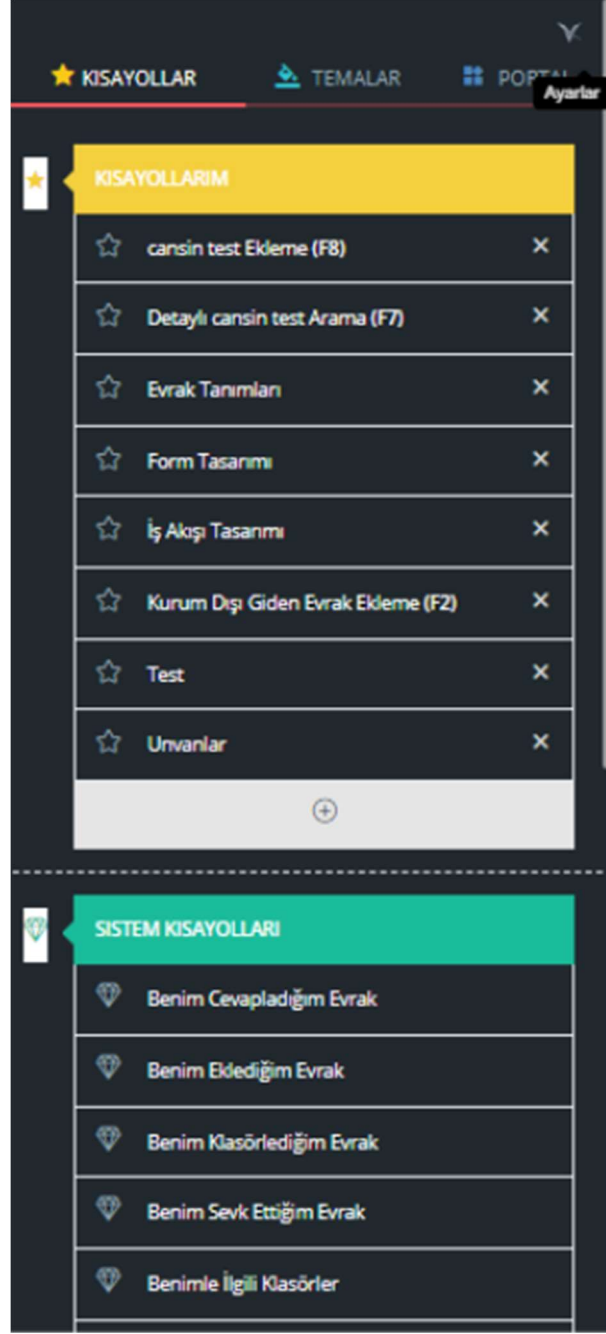 KISAYOLLAR
TEMALAR
Ayarlar
KISAYOLLARIM
cansin test Ekleme (F8)
Detaylı cansin test Arama (F7)
Evrak Tanımları
Form Tasarımı
İş Akışı Tasarımı
Kurum Dışı Giden Evrak Ekleme (F2)
Test
Unvanlar
SISTEM KISAYOLLARI
Benim Cevapladığım Evrak
Benim Eklediğim Evrak
Benim Klasörlediğim Evrak
Benim Sevk Ettiğim Evrak
Benimle İlgili Klasörler